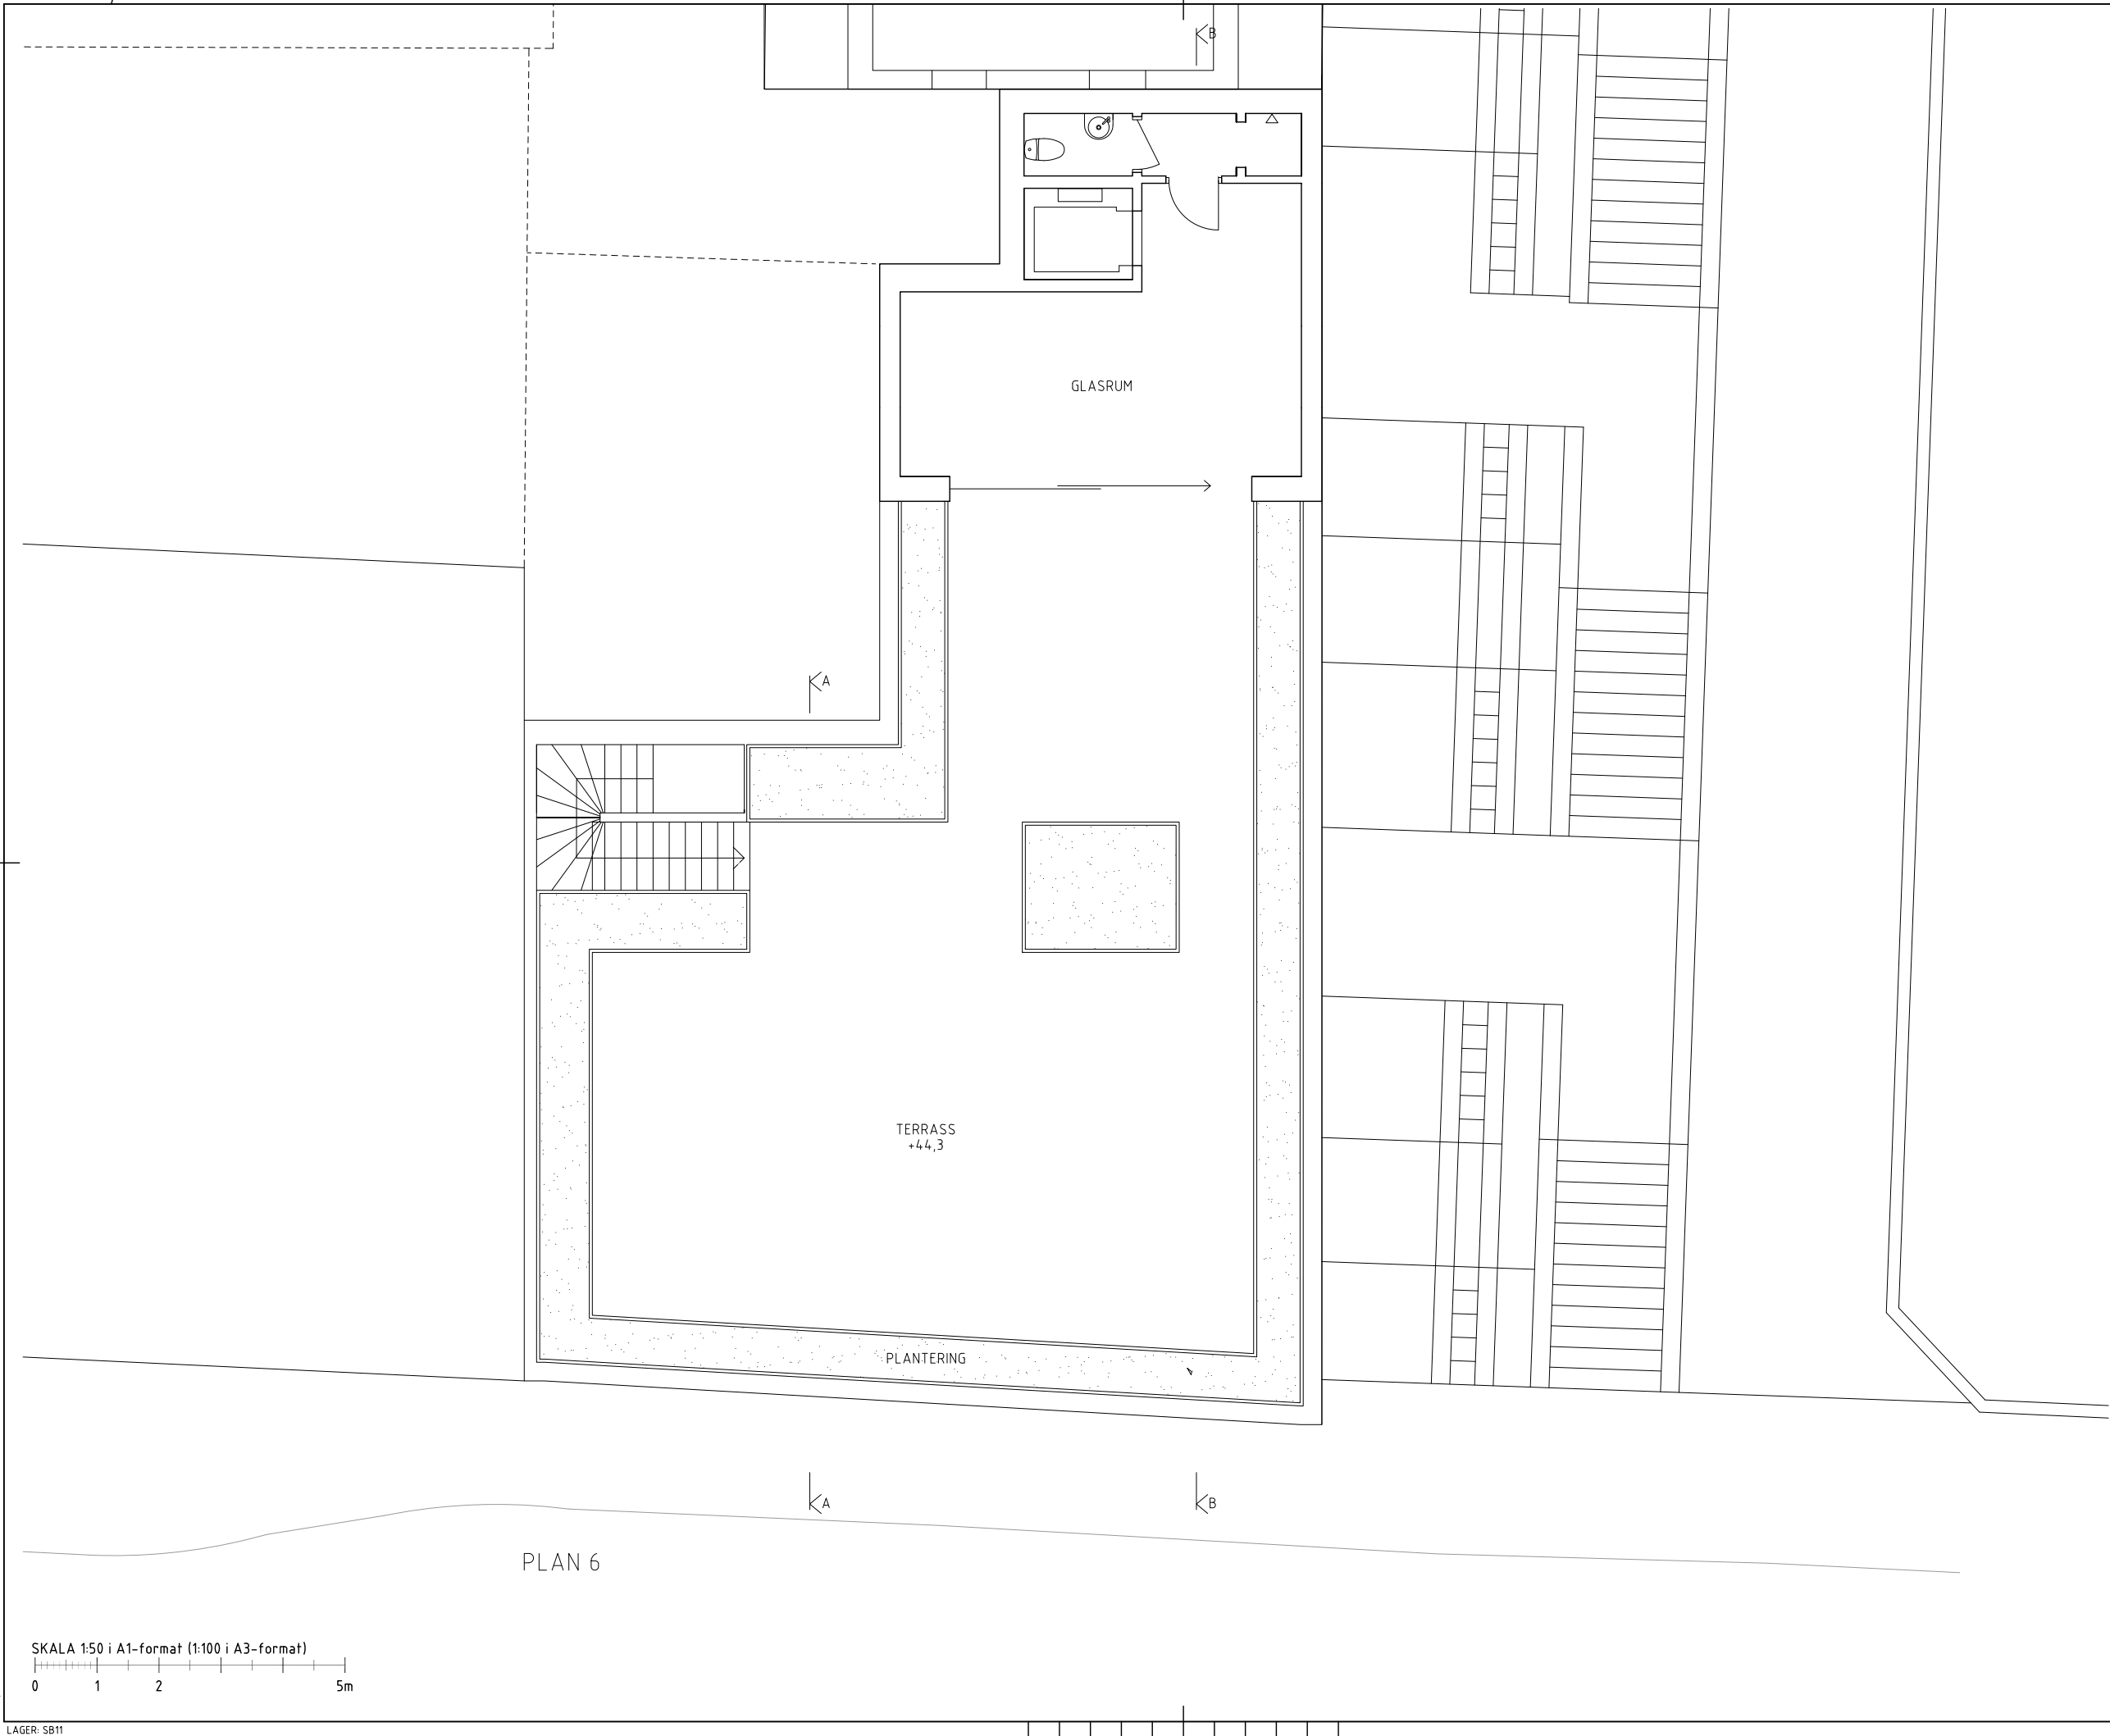 B
GLASRUM
A
TERRASS
+44,3
PLANTERING
A
B
PLAN 6
SKALA 1:50 i A1-format (1:100 i A3-format)
0 1 2 5m
LAGER: SB11